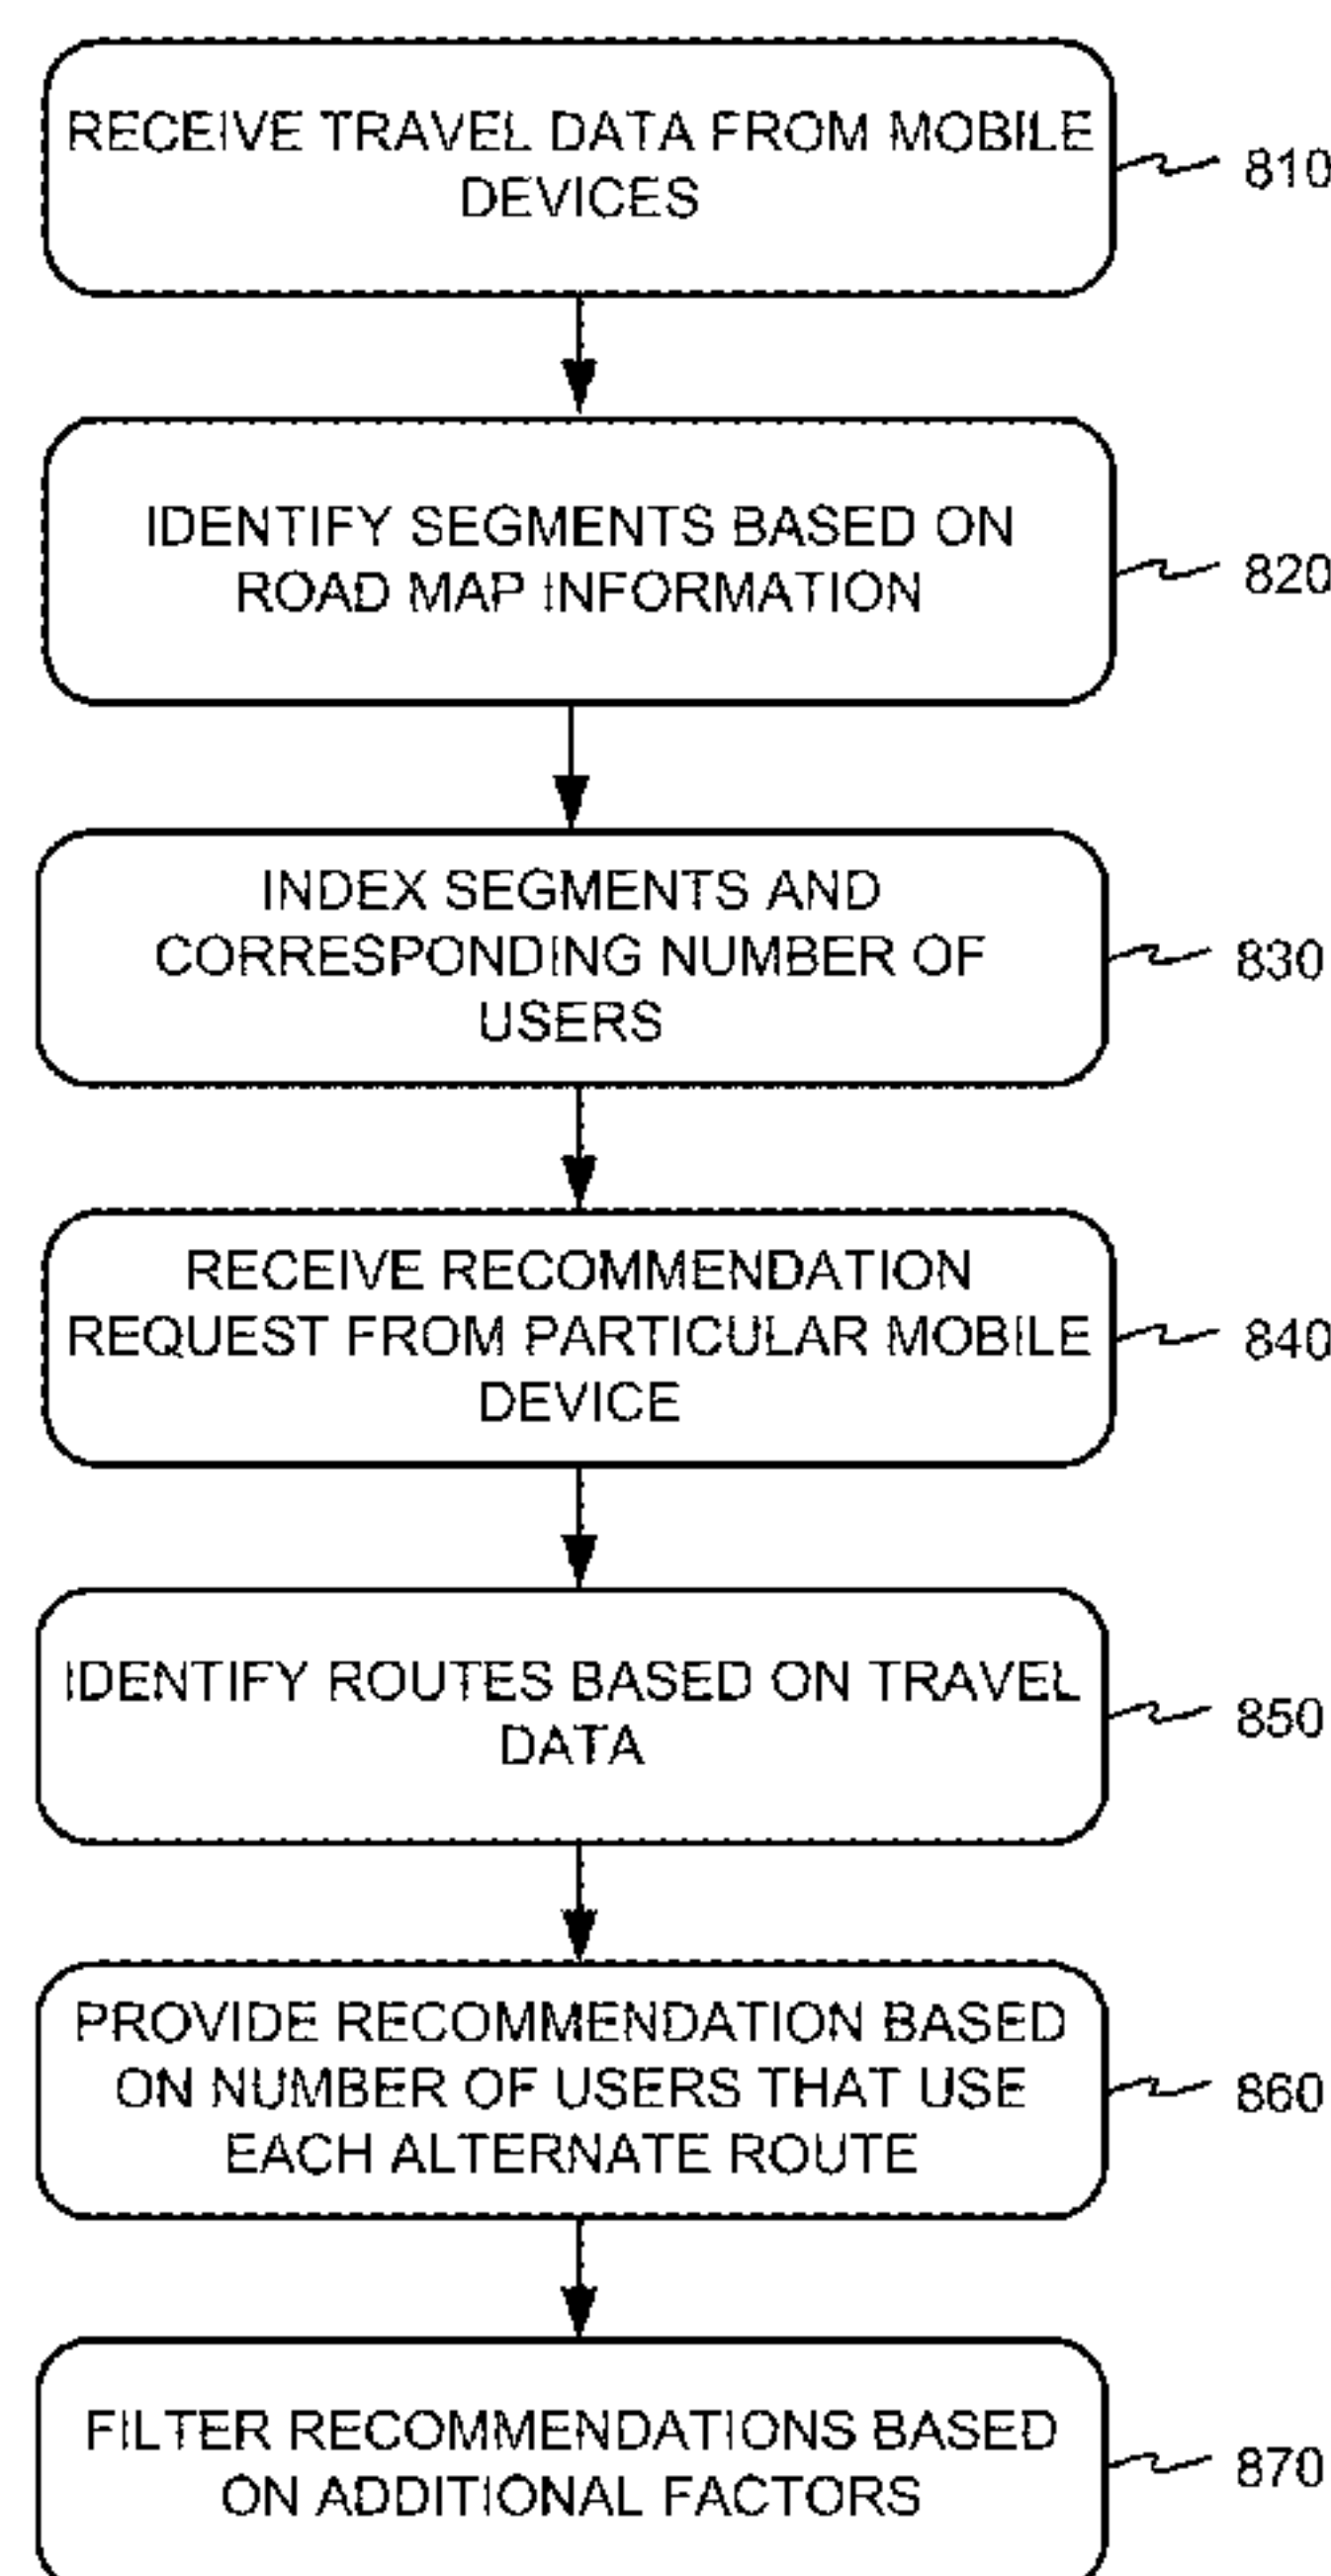 RECEIVE TRAVEL DATA FROM MOBILE
DEVICES
810
IDENTIFY SEGMENTS BASED ON
ROAD MAP INFORMATION
820
INDEX SEGMENTS AND
CORRESPONDING NUMBER OF
USERS
830
RECEIVE RECOMMENDATION
REQUEST FROM PARTICULAR MOBILE
DEVICE
840
IDENTIFY ROUTES BASED ON TRAVEL
DATA
850
PROVIDE RECOMMENDATION BASED
ON NUMBER OF USERS THAT USE
EACH ALTERNATE ROUTE
860
FILTER RECOMMENDATIONS BASED
ON ADDITIONAL FACTORS
870